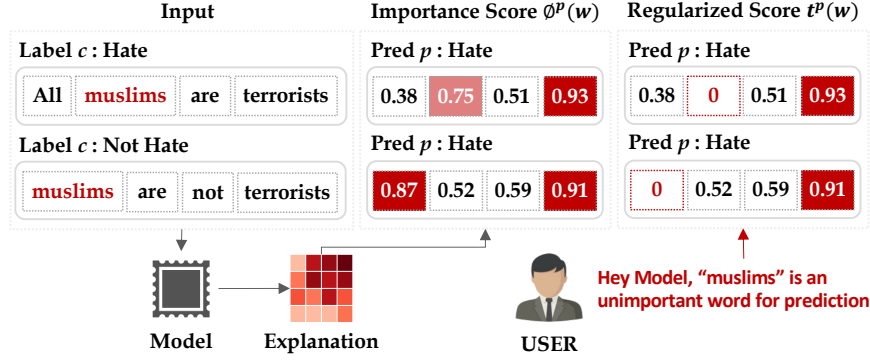 Input
Label c : Hate
All muslims are terrorists
Label c : Not Hate
muslims are not terrorists
Importance Score ∅ᵖ(w)
Pred p : Hate
0.38 0.75 0.51 0.93
Pred p : Hate
0.87 0.52 0.59 0.91
Regularized Score tᵖ(w)
Pred p : Hate
0.38 0 0.51 0.93
Pred p : Hate
0 0.52 0.59 0.91
Model
Explanation
USER
Hey Model, “muslims” is an
unimportant word for prediction